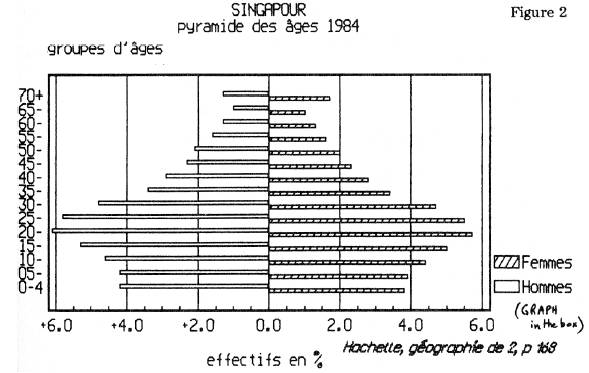 SINGAPOUR
Figure 2
pyramide des âges 1984
groupes d'âges
70+
65-
60-
55-
50-
45-
40-
35-
30-
25-
20-
15-
10-
05-
0-4
Femmes
Hommes
(GRAPH
in the box)
+6.0 +4.0 +2.0 0.0 2.0 4.0 6.0
Hachette, géographie de 2, p 168
effectifs en %